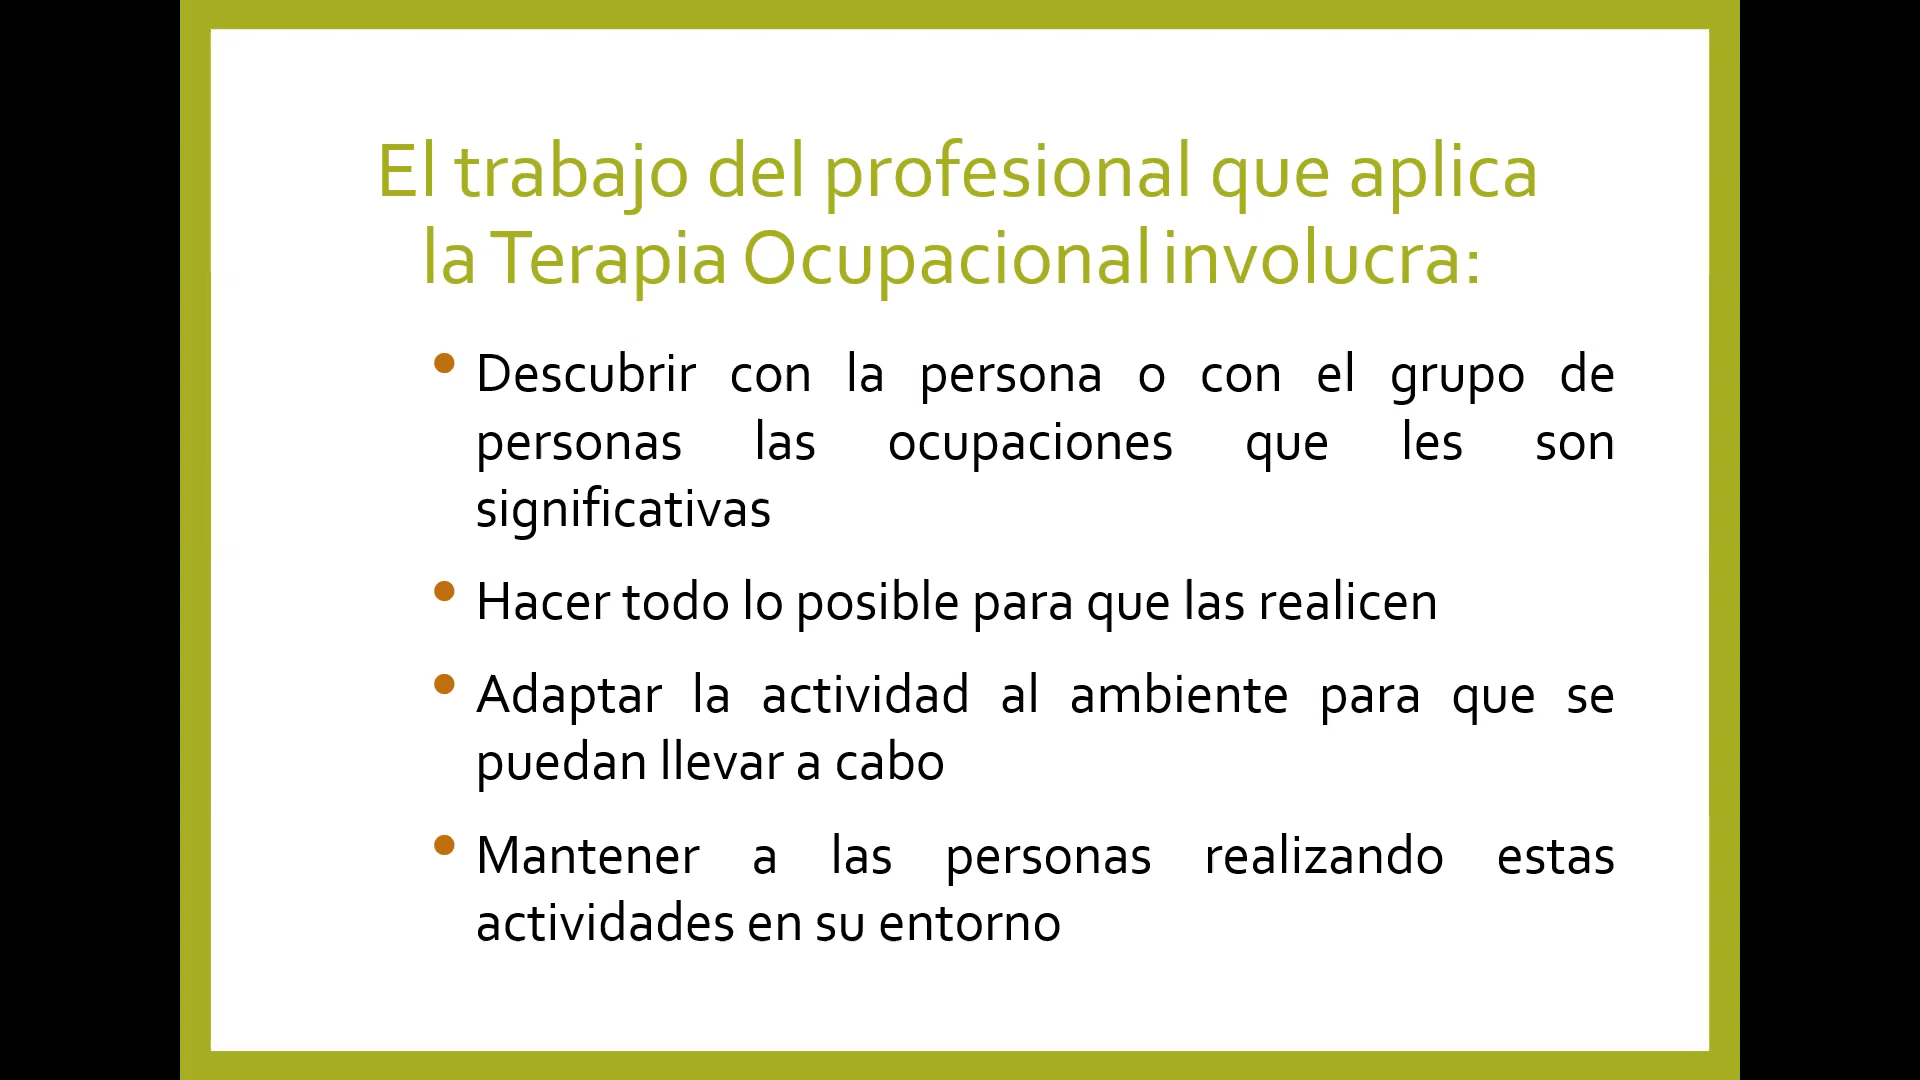 El trabajo del profesional que aplica
la Terapia Ocupacional involucra:
• Descubrir con la persona o con el grupo de
personas las ocupaciones que les son
significativas
• Hacer todo lo posible para que las realicen
• Adaptar la actividad al ambiente para que se
puedan llevar a cabo
• Mantener a las personas realizando estas
actividades en su entorno